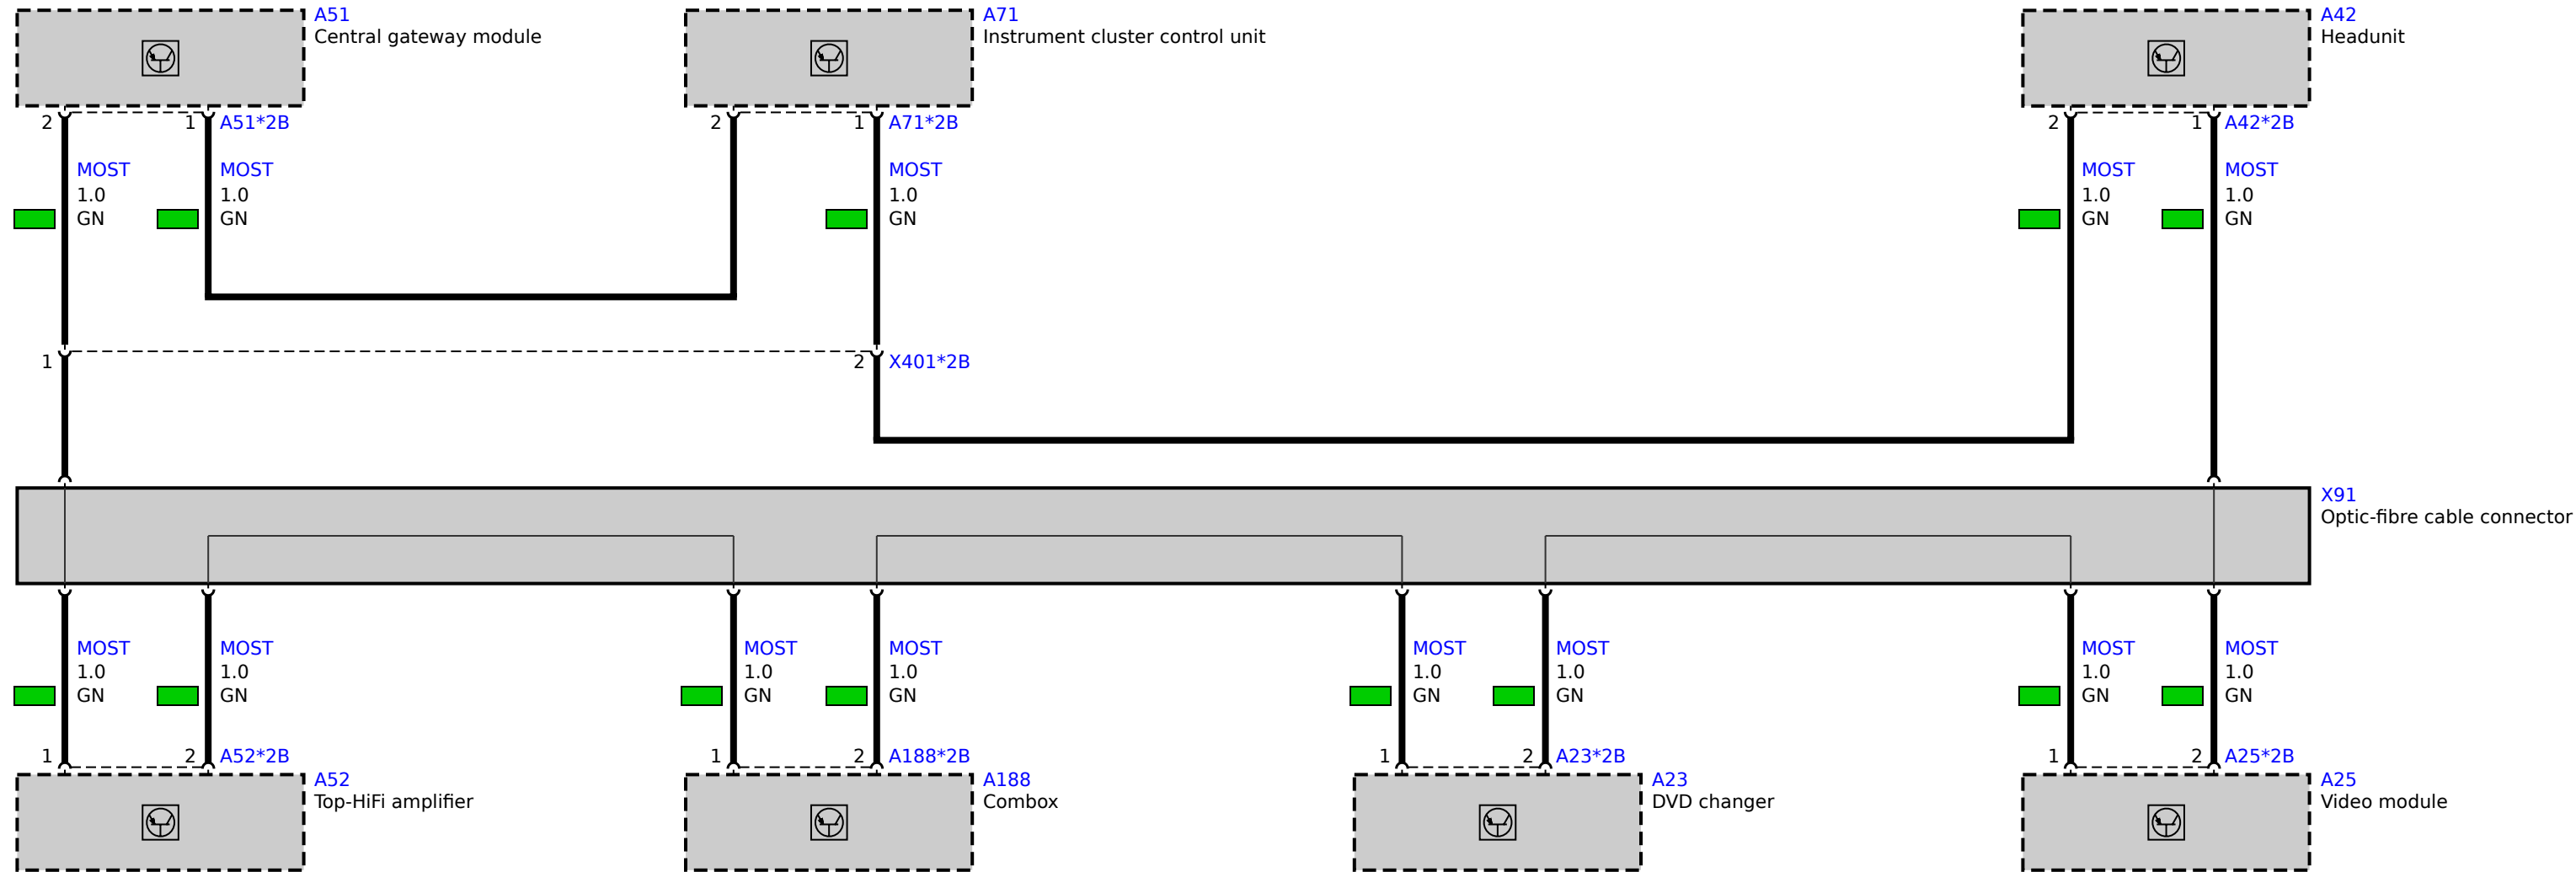 A51
Central gateway module
A71
Instrument cluster control unit
A42
Headunit
2 1 A51*2B
2 1 A71*2B
2 1 A42*2B
MOST MOST MOST MOST MOST
1.0 1.0 1.0 1.0 1.0
GN GN GN GN GN
1 2 X401*2B
X91
Optic-fibre cable connector
MOST MOST MOST MOST MOST MOST MOST MOST
1.0 1.0 1.0 1.0 1.0 1.0 1.0 1.0
GN GN GN GN GN GN GN GN
1 2 A52*2B
1 2 A188*2B
1 2 A23*2B
1 2 A25*2B
A52
Top-HiFi amplifier
A188
Combox
A23
DVD changer
A25
Video module